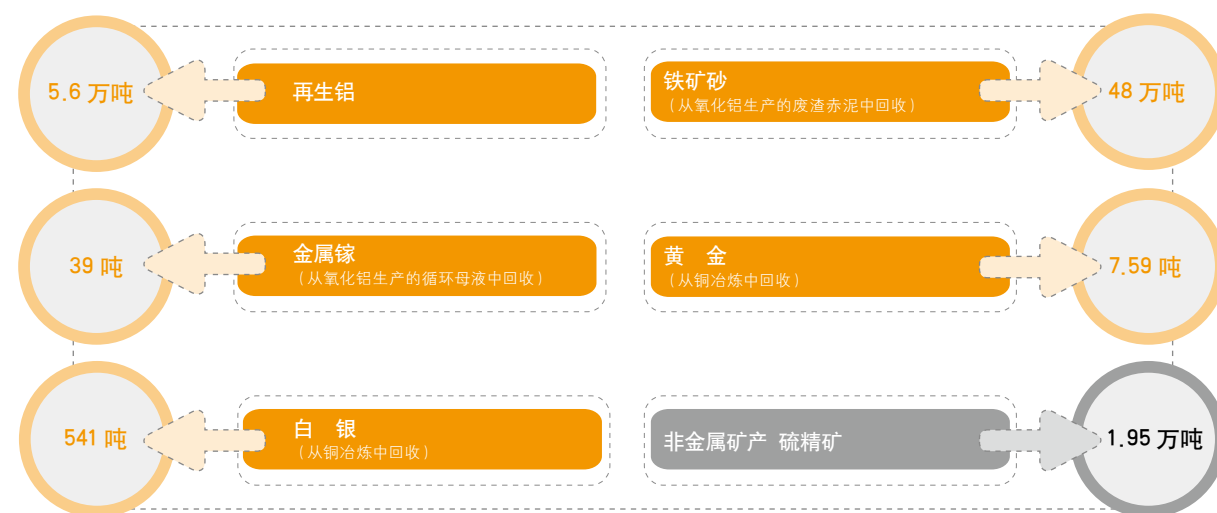 5.6 万吨
再生铝
铁矿砂
（从氧化铝生产的废渣赤泥中回收）
48 万吨
39 吨
金属镓
（从氧化铝生产的循环母液中回收）
黄 金
（从铜冶炼中回收）
7.59 吨
541 吨
白 银
（从铜冶炼中回收）
非金属矿产 硫精矿
1.95 万吨